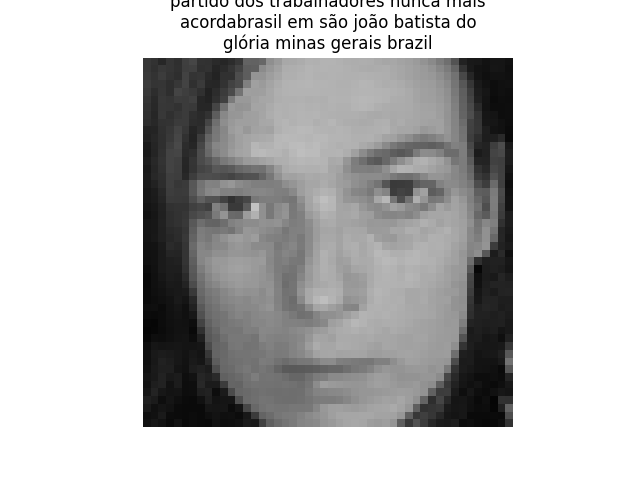 partido dos trabalhadores nunca mais
acordabrasil em são joão batista do
glória minas gerais brazil